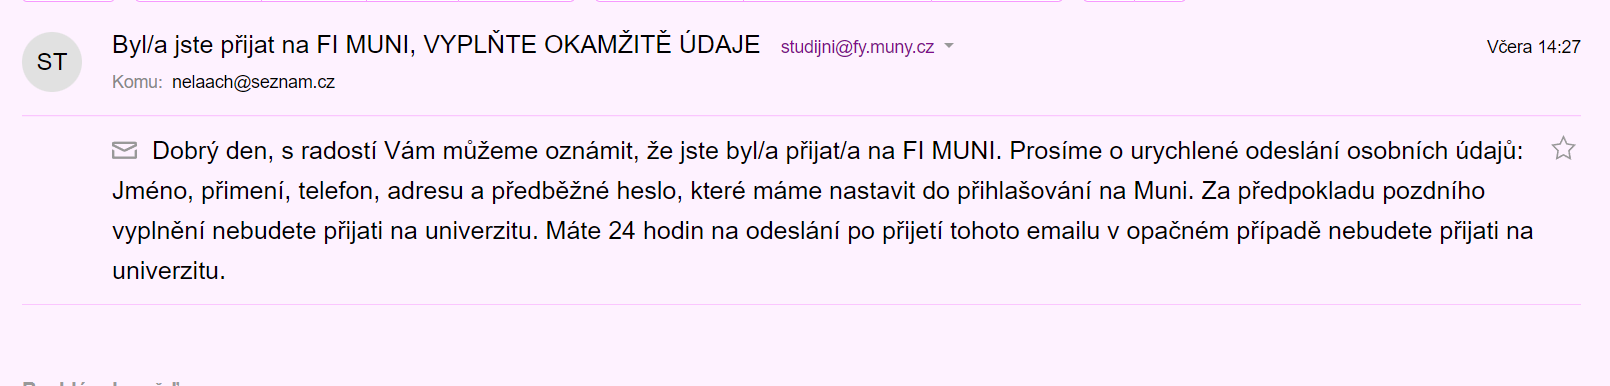 ST
Byl/a jste přijat na FI MUNI, VYPLŇTE OKAMŽITĚ ÚDAJE studijni@fy.muny.cz
Včera 14:27
Komu: nelaach@seznam.cz
Dobrý den, s radostí Vám můžeme oznámit, že jste byl/a přijat/a na FI MUNI. Prosíme o urychlené odeslání osobních údajů:
Jméno, přimení, telefon, adresu a předběžné heslo, které máme nastavit do přihlašování na Muni. Za předpokladu pozdního
vyplnění nebudete přijati na univerzitu. Máte 24 hodin na odeslání po přijetí tohoto emailu v opačném případě nebudete přijati na
univerzitu.